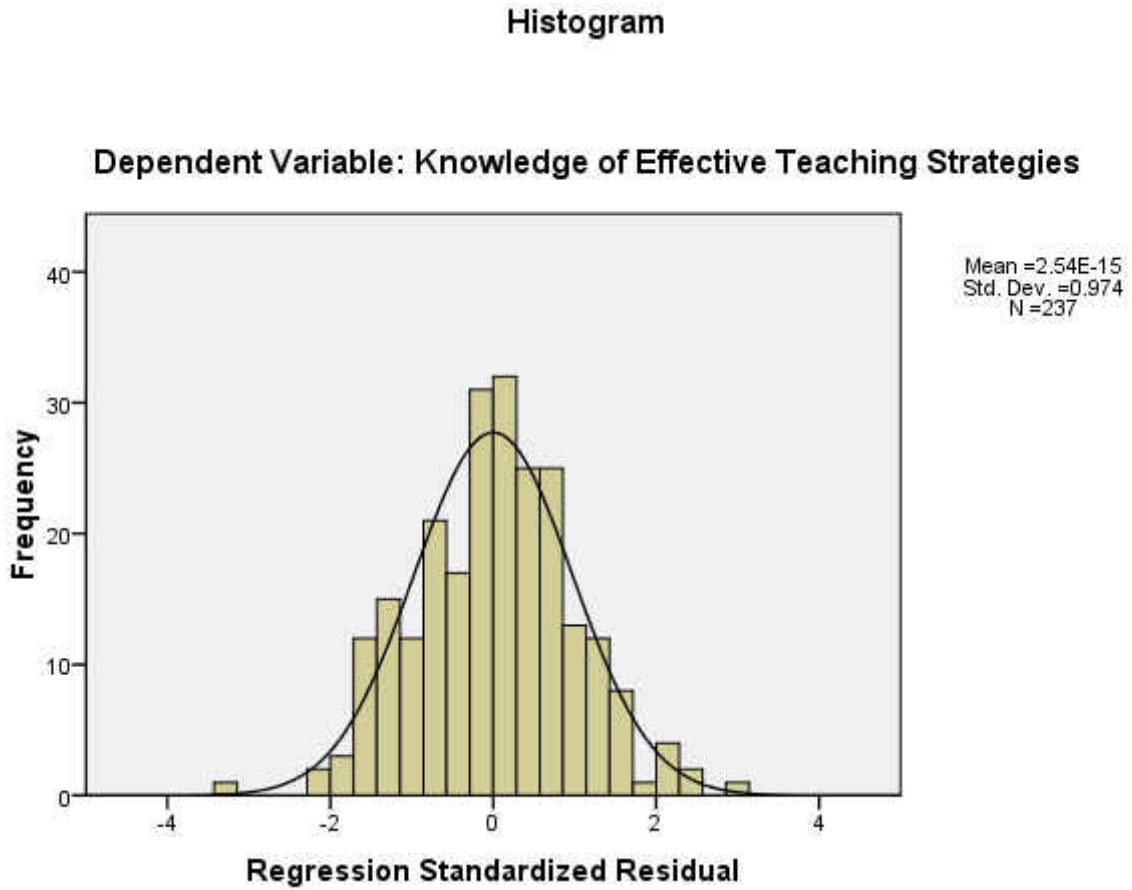 Histogram
Dependent Variable: Knowledge of Effective Teaching Strategies
Mean =2.54E-15
Std. Dev. =0.974
N =237
40
30
20
10
0
Frequency
-4 -2 0 2 4
Regression Standardized Residual